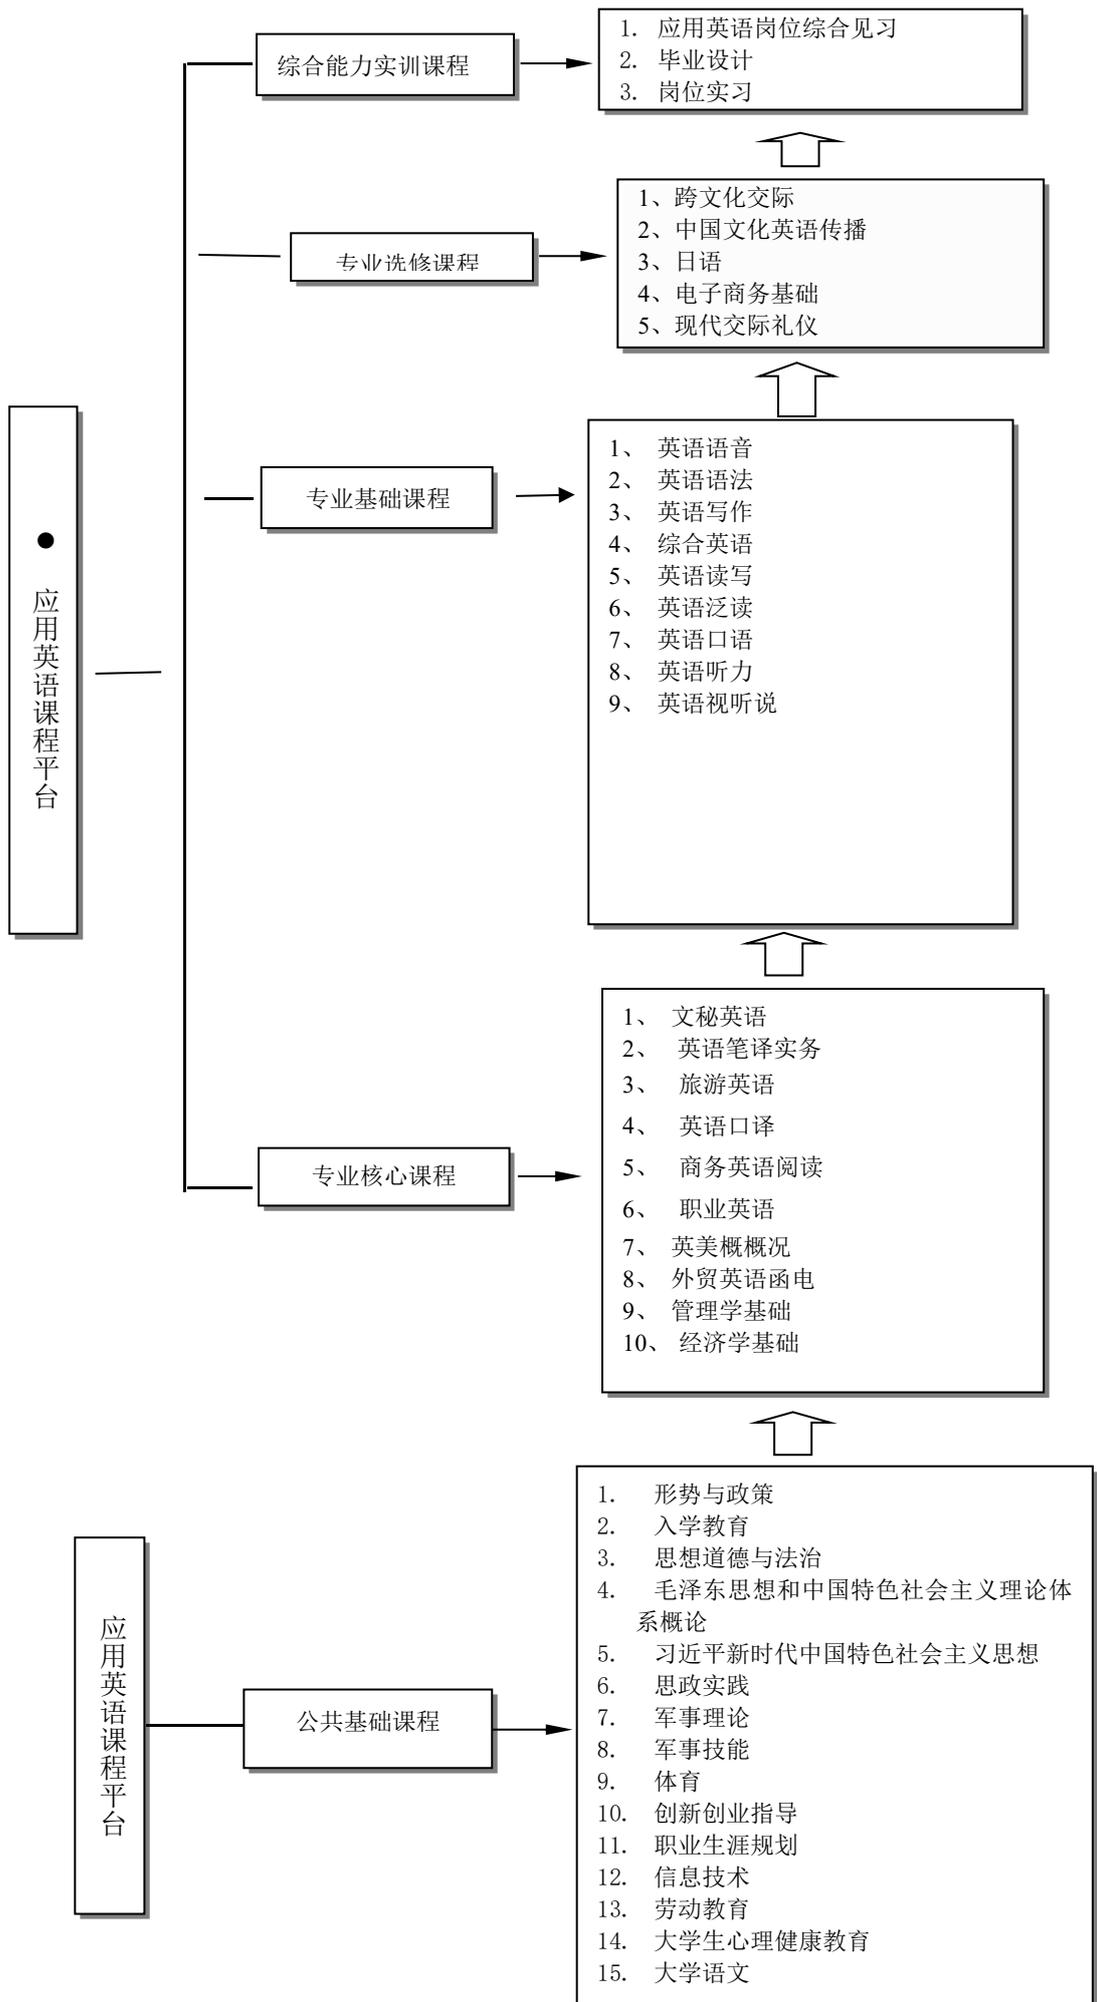 综合能力实训课程
1. 应用英语岗位综合见习
2. 毕业设计
3. 岗位实习
专业选修课程
1、跨文化交际
2、中国文化英语传播
3、日语
4、电子商务基础
5、现代交际礼仪
● 应用英语课程平台
专业基础课程
1、 英语语音
2、 英语语法
3、 英语写作
4、 综合英语
5、 英语读写
6、 英语泛读
7、 英语口语
8、 英语听力
9、 英语视听说
专业核心课程
1、 文秘英语
2、 英语笔译实务
3、 旅游英语
4、 英语口译
5、 商务英语阅读
6、 职业英语
7、 英美概概况
8、 外贸英语函电
9、 管理学基础
10、 经济学基础
应用英语课程平台
公共基础课程
1. 形势与政策
2. 入学教育
3. 思想道德与法治
4. 毛泽东思想和中国特色社会主义理论体
系概论
5. 习近平新时代中国特色社会主义思想
6. 思政实践
7. 军事理论
8. 军事技能
9. 体育
10. 创新创业指导
11. 职业生涯规划
12. 信息技术
13. 劳动教育
14. 大学生心理健康教育
15. 大学语文